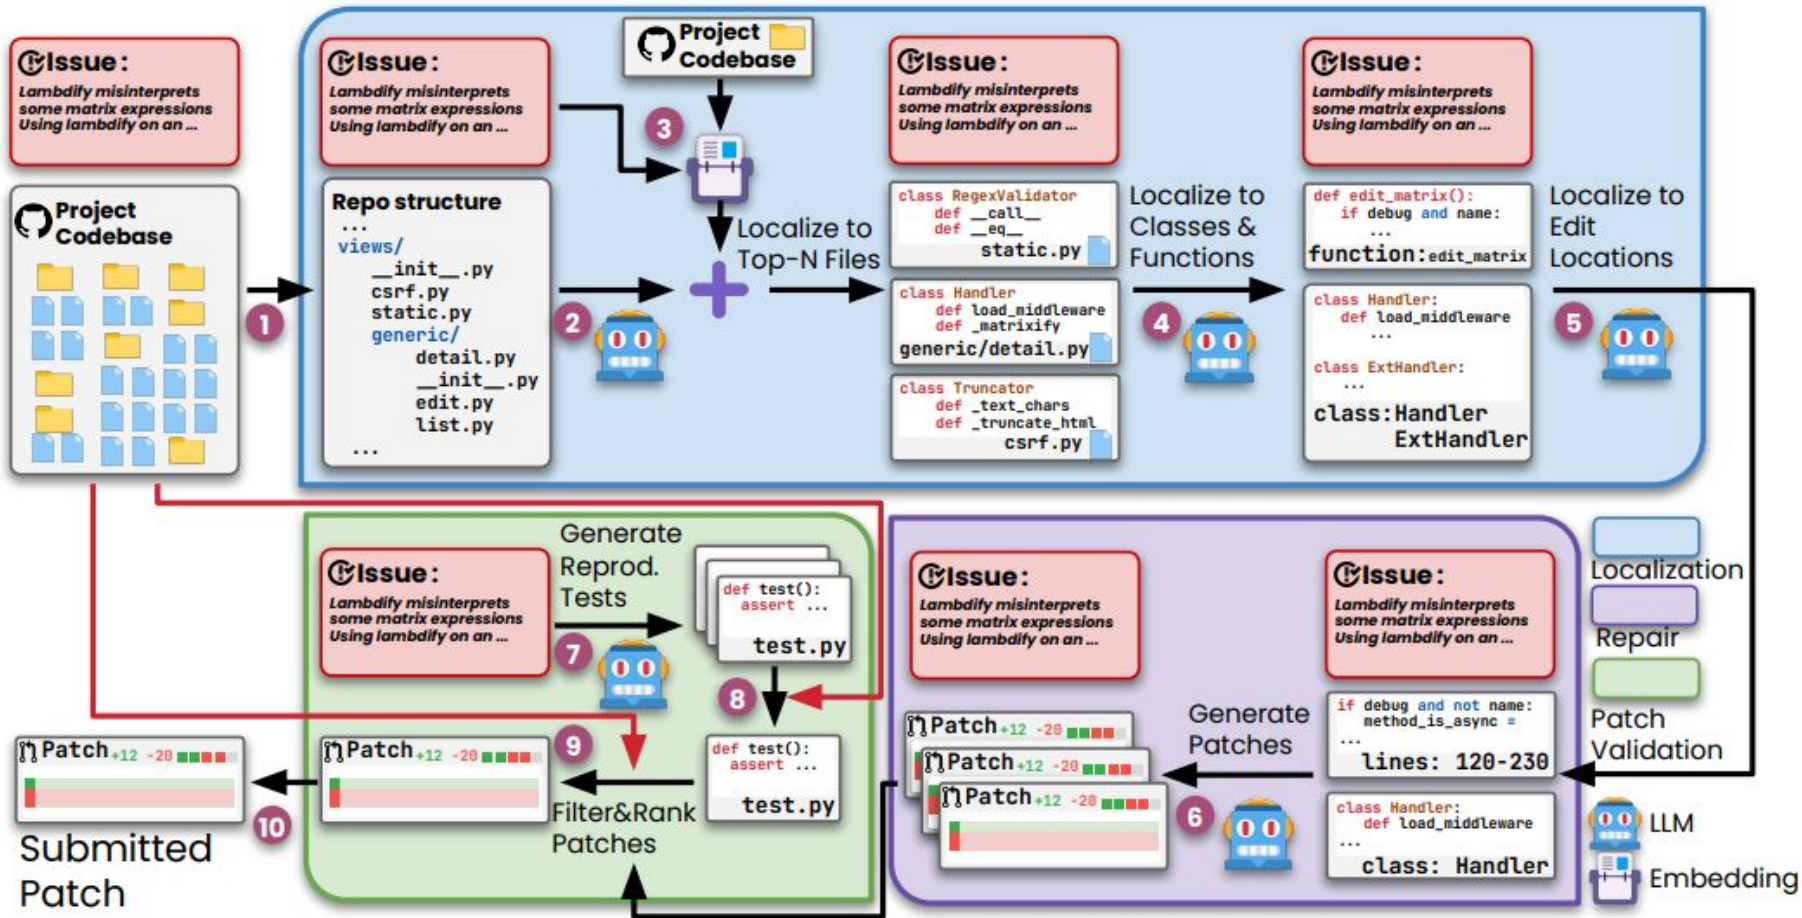 Issue:
Lambdify misinterprets
some matrix expressions
Using lambdify on an ...
Project
Codebase
1
Issue:
Lambdify misinterprets
some matrix expressions
Using lambdify on an ...
Repo structure
...
views/
__init__.py
csrf.py
static.py
generic/
detail.py
__init__.py
edit.py
list.py
...
2
Project
Codebase
3
Localize to
Top-N Files
Issue:
Lambdify misinterprets
some matrix expressions
Using lambdify on an ...
class RegexValidator
def __call__
def __eq__
static.py
class Handler
def load_middleware
def _matrixify
generic/detail.py
class Truncator
def _text_chars
def _truncate_html
csrf.py
Localize to
Classes &
Functions
4
Issue:
Lambdify misinterprets
some matrix expressions
Using lambdify on an ...
def edit_matrix():
if debug and name:
...
function:edit_matrix
class Handler:
def load_middleware
...
class ExtHandler:
...
class:Handler
ExtHandler
Localize to
Edit
Locations
5
Issue:
Lambdify misinterprets
some matrix expressions
Using lambdify on an ...
if debug and not name:
method_is_async =
...
lines: 120-230
class Handler:
def load_middleware
...
class: Handler
Generate
Patches
6
Issue:
Lambdify misinterprets
some matrix expressions
Using lambdify on an ...
Patch +12 -20
Patch +12 -20
Patch +12 -20
Issue:
Lambdify misinterprets
some matrix expressions
Using lambdify on an ...
Generate
Reprod.
Tests
7
def test():
assert ...
test.py
8
def test():
assert ...
test.py
9
Filter&Rank
Patches
Patch +12 -20
10
Patch +12 -20
Submitted
Patch
Localization
Repair
Patch
Validation
LLM
Embedding